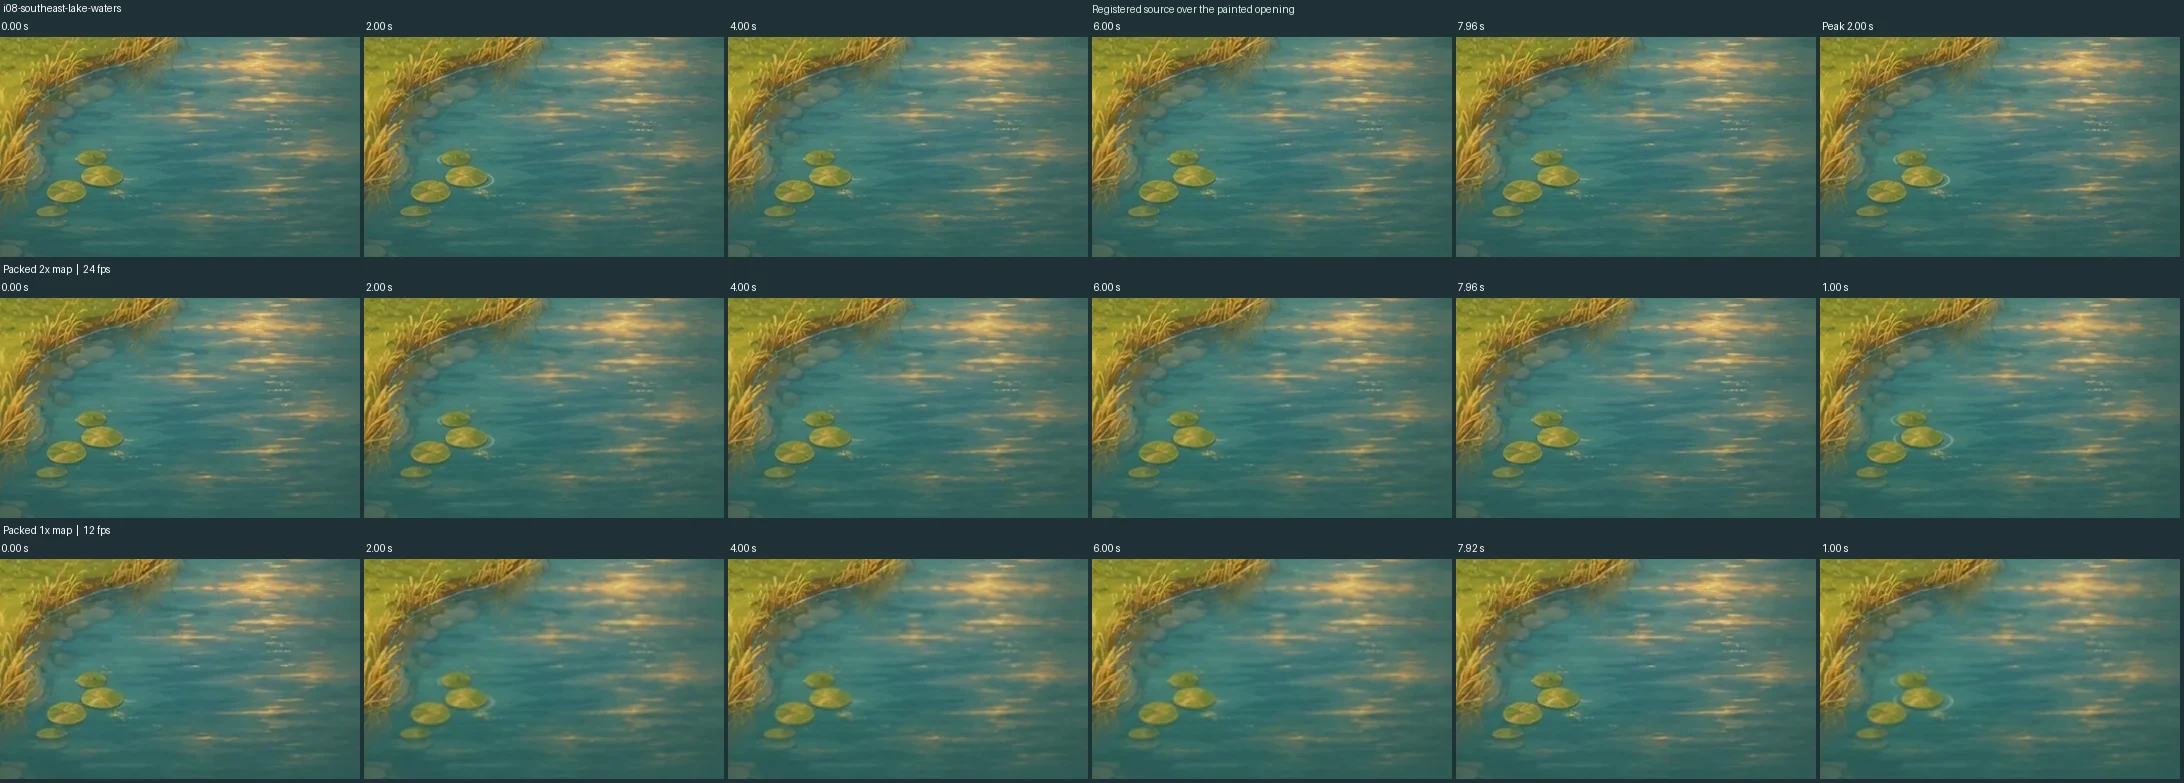 i08-southeast-lake-waters
Registered source over the painted opening
0.00 s
2.00 s
4.00 s
6.00 s
7.96 s
Peak 2.00 s
Packed 2x map | 24 fps
0.00 s
2.00 s
4.00 s
6.00 s
7.96 s
1.00 s
Packed 1x map | 12 fps
0.00 s
2.00 s
4.00 s
6.00 s
7.92 s
1.00 s